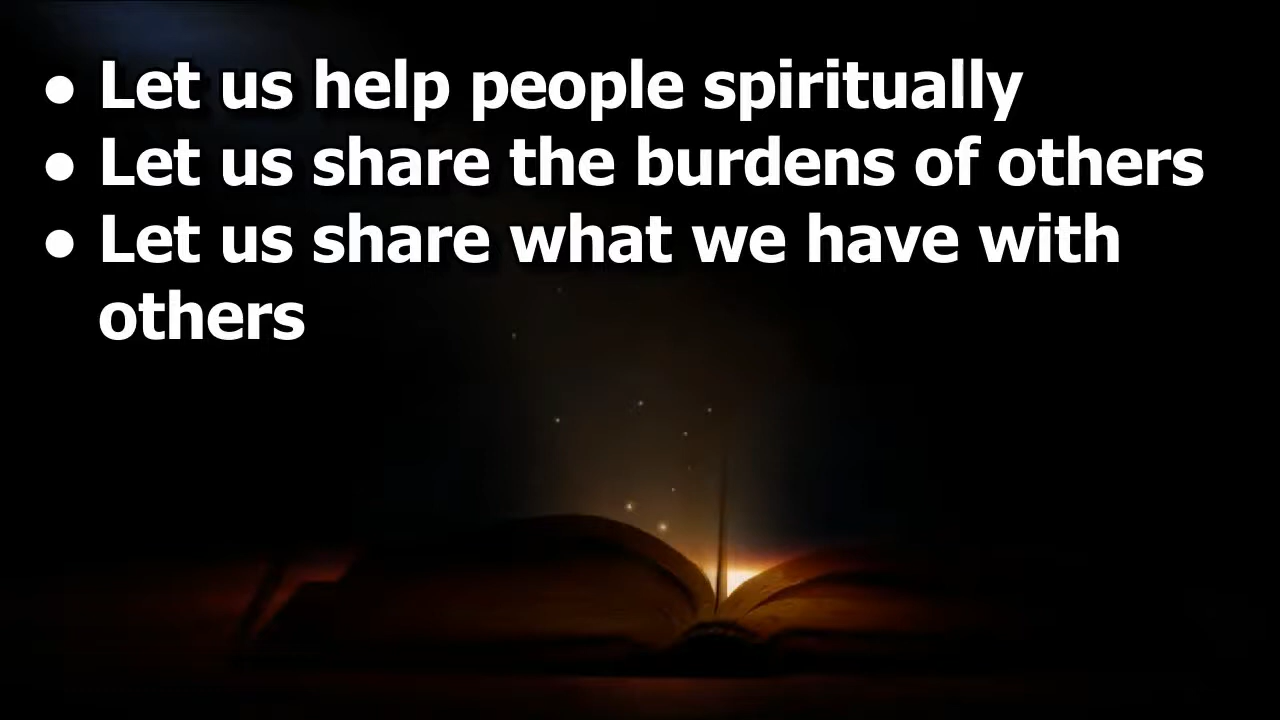 ● Let us help people spiritually
● Let us share the burdens of others
● Let us share what we have with
others